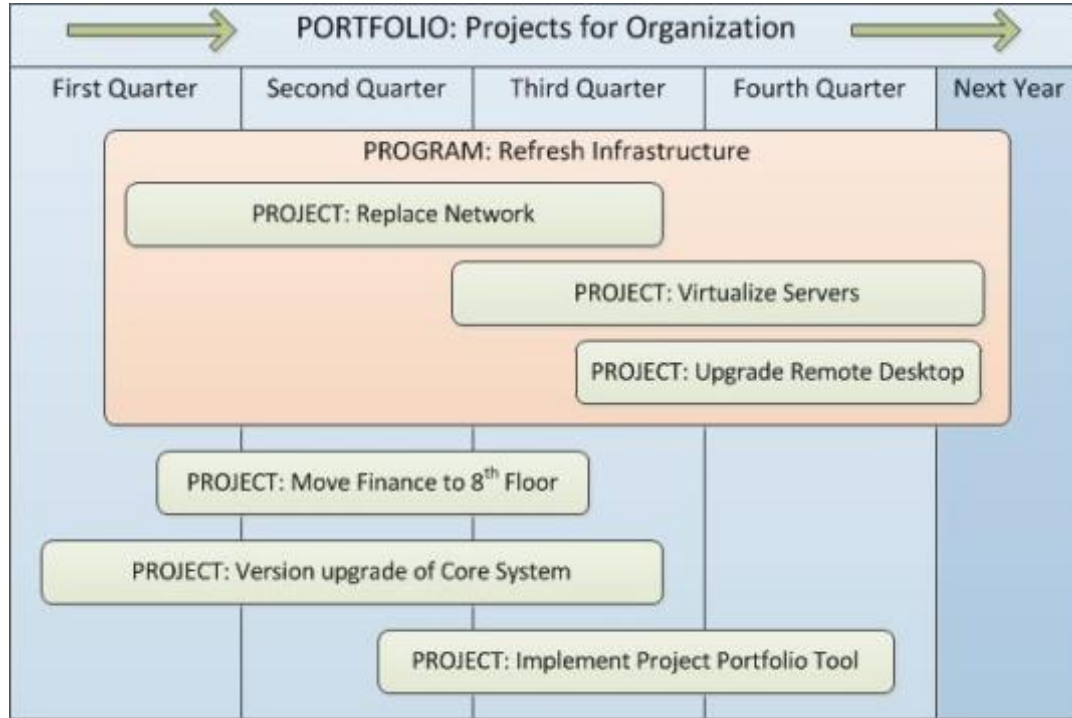 PORTFOLIO: Projects for Organization
First Quarter
Second Quarter
Third Quarter
Fourth Quarter
Next Year
PROGRAM: Refresh Infrastructure
PROJECT: Replace Network
PROJECT: Virtualize Servers
PROJECT: Upgrade Remote Desktop
PROJECT: Move Finance to 8th Floor
PROJECT: Version upgrade of Core System
PROJECT: Implement Project Portfolio Tool